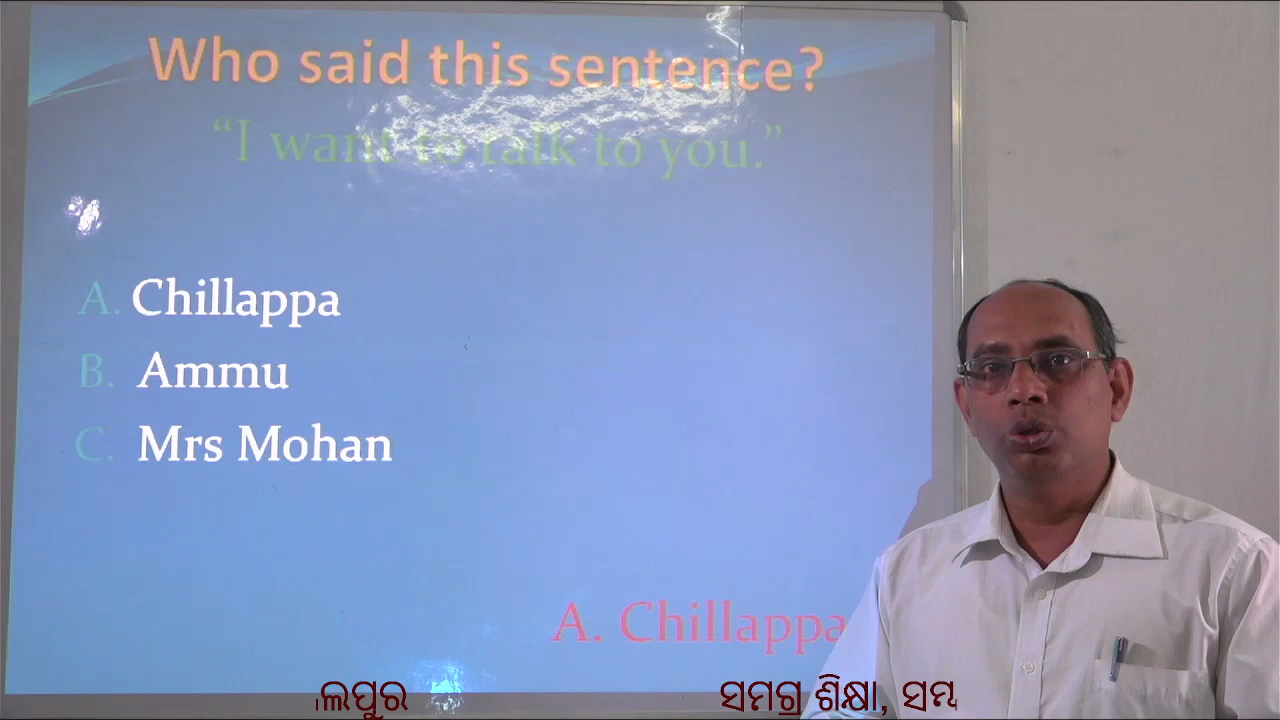 Who said this sentence?
“I want to talk to you.”
A. Chillappa
B. Ammu
C. Mrs Mohan
A. Chillappa
ଲପୁର ସମଗ୍ର ଶିକ୍ଷା, ସମ୍ବ